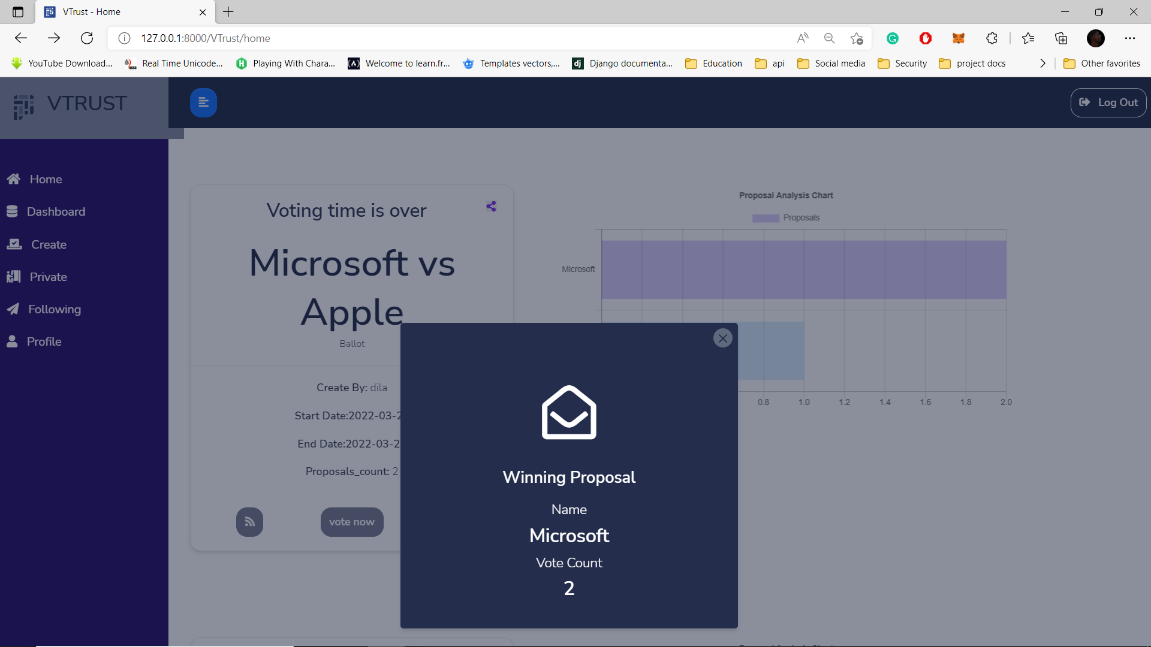 VTrust - Home
127.0.0.1:8000/VTrust/home
YouTube Download...
Real Time Unicode...
Playing With Chara...
Welcome to learn.fr...
Templates vectors,...
Django documenta...
Education
api
Social media
Security
project docs
Other favorites
VTRUST
Log Out
Home
Dashboard
Create
Private
Following
Profile
Voting time is over
Microsoft vs
Apple
Ballot
Create By: dila
Start Date:2022-03-2
End Date:2022-03-2
Proposals_count: 2
vote now
Proposal Analysis Chart
Proposals
Microsoft
0.8 1.0 1.2 1.4 1.6 1.8 2.0
Winning Proposal
Name
Microsoft
Vote Count
2